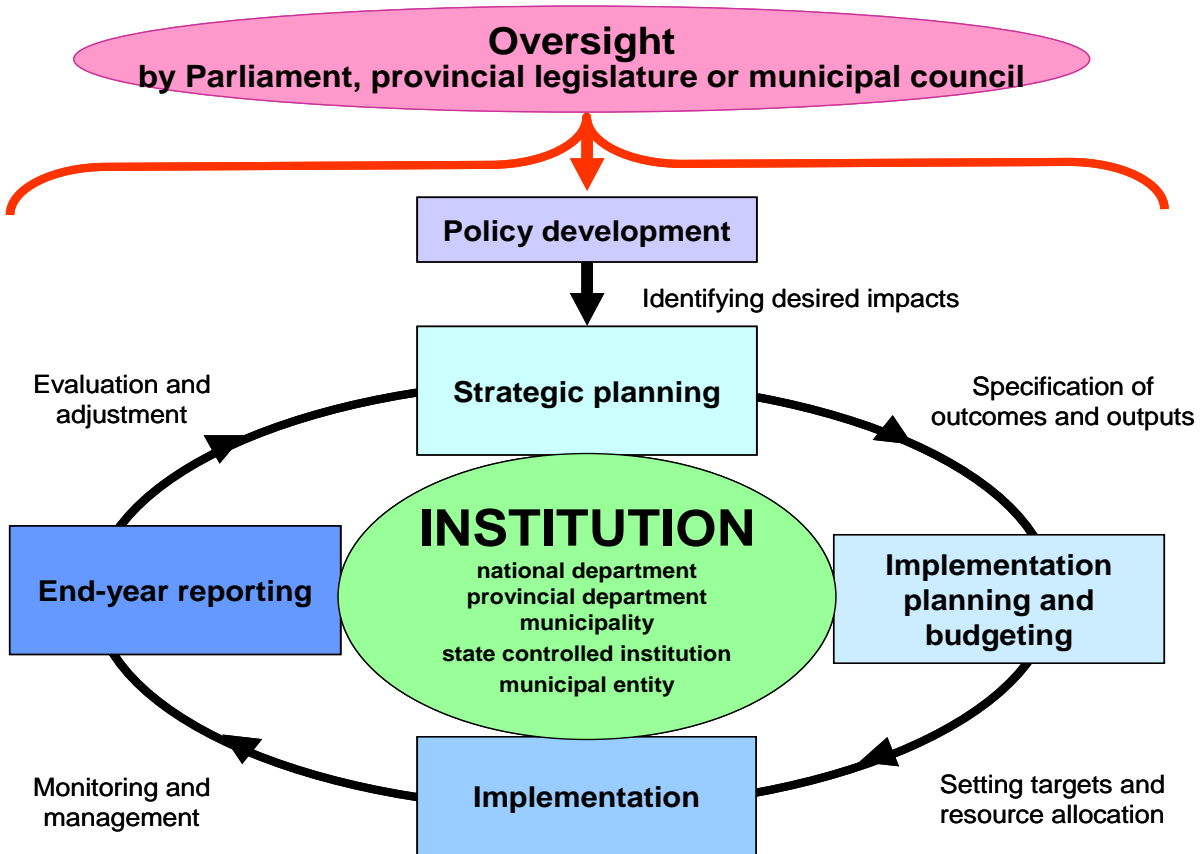 Oversight
by Parliament, provincial legislature or municipal council
Policy development
Identifying desired impacts
Strategic planning
Evaluation and
adjustment
Specification of
outcomes and outputs
INSTITUTION
national department
provincial department
municipality
state controlled institution
municipal entity
End-year reporting
Implementation
planning and
budgeting
Monitoring and
management
Implementation
Setting targets and
resource allocation